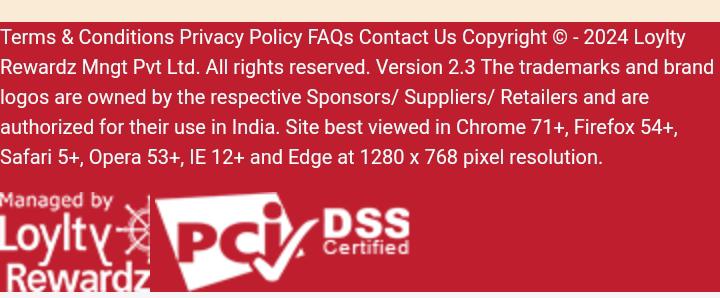 Terms & Conditions Privacy Policy FAQs Contact Us Copyright © - 2024 Loylty
Rewardz Mngt Pvt Ltd. All rights reserved. Version 2.3 The trademarks and brand
logos are owned by the respective Sponsors/ Suppliers/ Retailers and are
authorized for their use in India. Site best viewed in Chrome 71+, Firefox 54+,
Safari 5+, Opera 53+, IE 12+ and Edge at 1280 x 768 pixel resolution.
Managed by
Loylty
Rewardz
PCi DSS
Certified